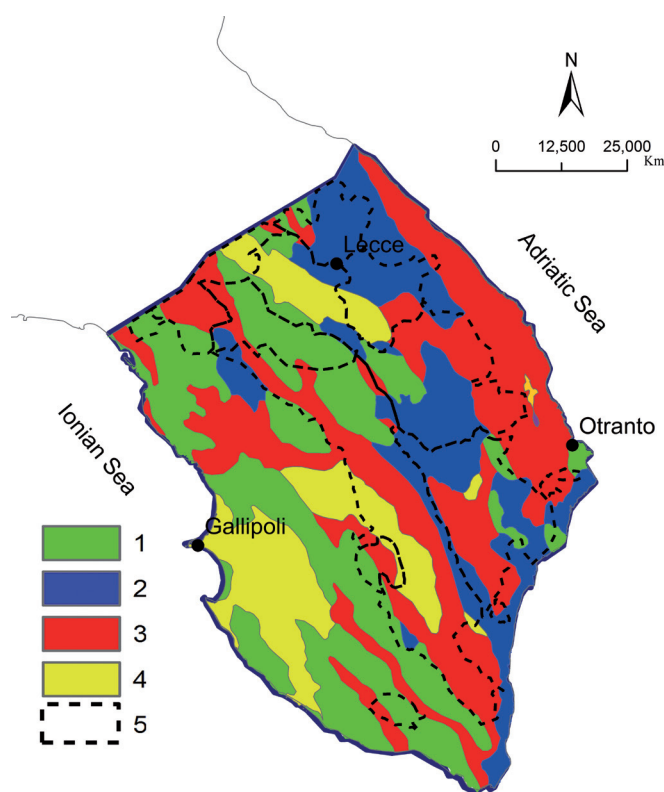 N
0 12,500 25,000
Km
Lecce
Adriatic Sea
Otranto
Ionian Sea
Gallipoli
1
2
3
4
5